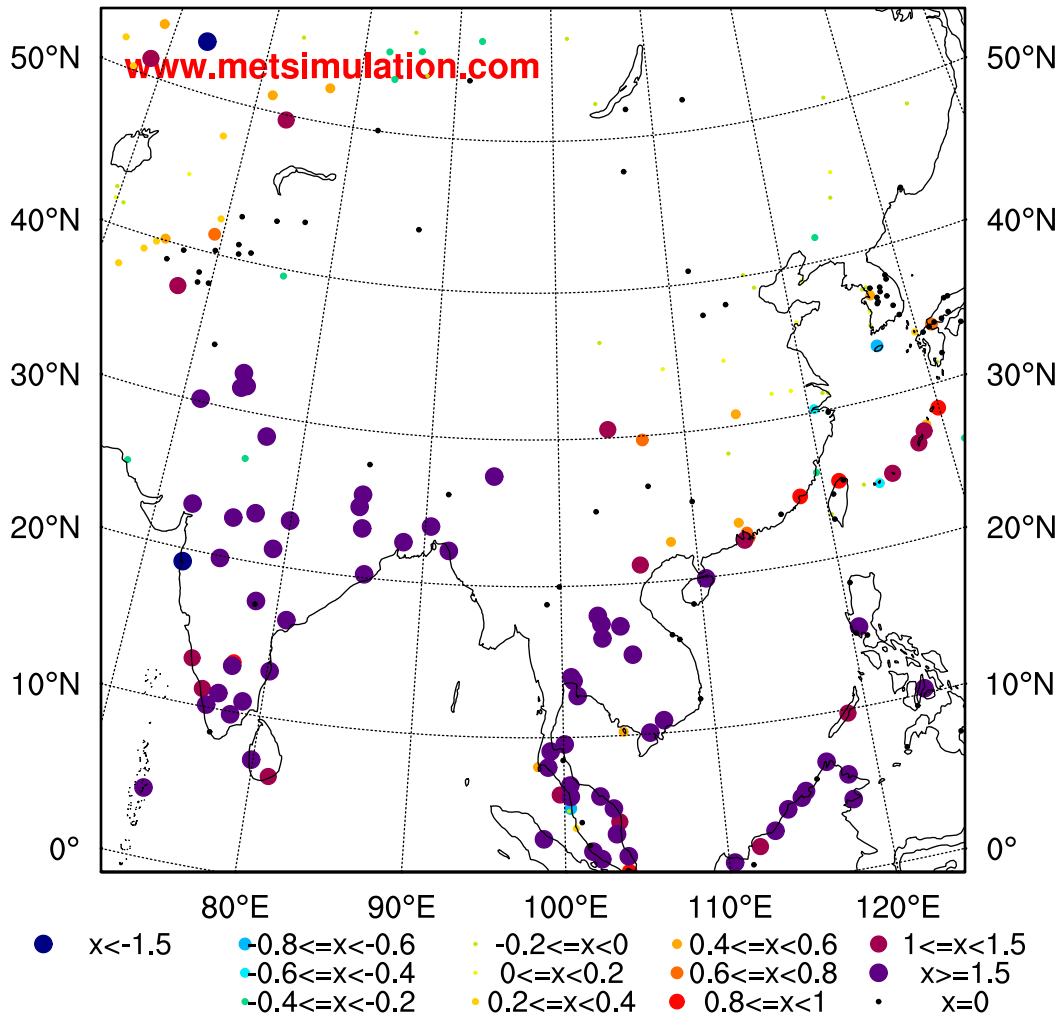 www.metsimulation.com
50°N 50°N
40°N 40°N
30°N 30°N
20°N 20°N
10°N 10°N
0° 0°
80°E 90°E 100°E 110°E 120°E
x<-1.5 -0.8<=x<-0.6 -0.2<=x<0 0.4<=x<0.6 1<=x<1.5
-0.6<=x<-0.4 0<=x<0.2 0.6<=x<0.8 x>=1.5
-0.4<=x<-0.2 0.2<=x<0.4 0.8<=x<1 x=0